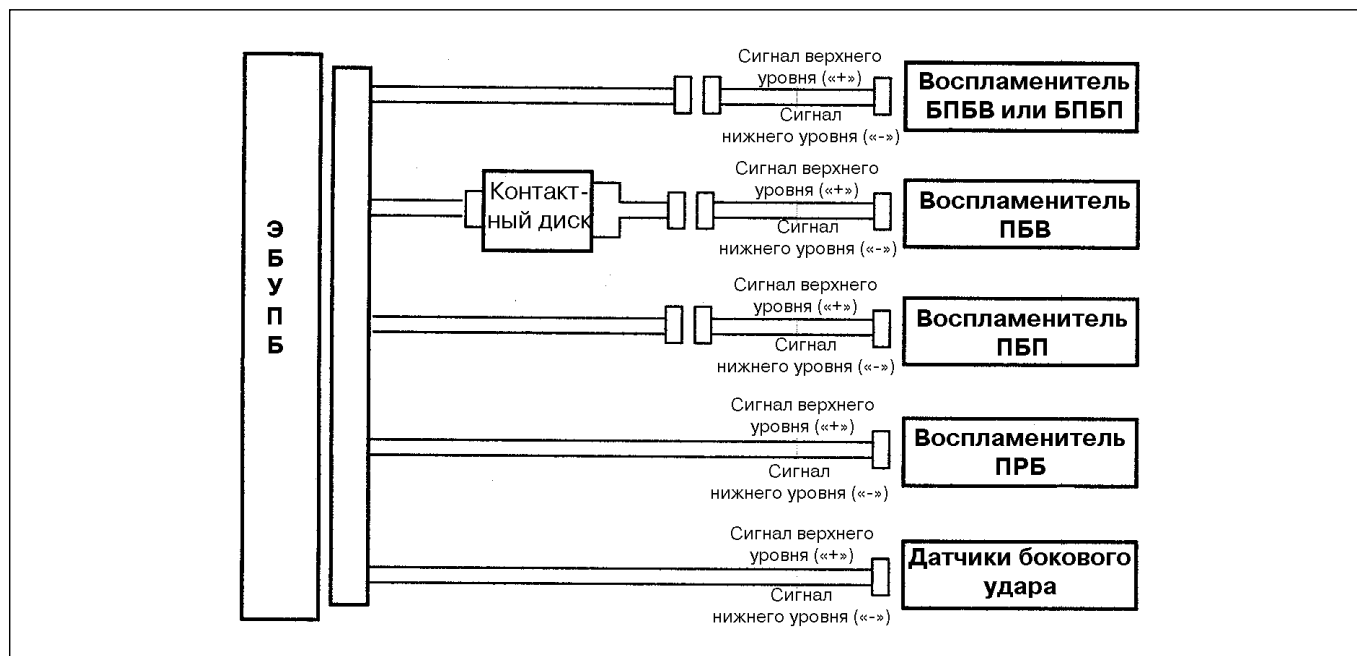 Э
Б
У
П
Б
Сигнал верхнего
уровня («+»)
Сигнал
нижнего уровня («-»)
Воспламенитель
БПБВ или БПБП
Контакт-
ный диск
Сигнал верхнего
уровня («+»)
Сигнал
нижнего уровня («-»)
Воспламенитель
ПБВ
Сигнал верхнего
уровня («+»)
Сигнал
нижнего уровня («-»)
Воспламенитель
ПБП
Сигнал верхнего
уровня («+»)
Сигнал
нижнего уровня («-»)
Воспламенитель
ПРБ
Сигнал верхнего
уровня («+»)
Сигнал
нижнего уровня («-»)
Датчики бокового
удара